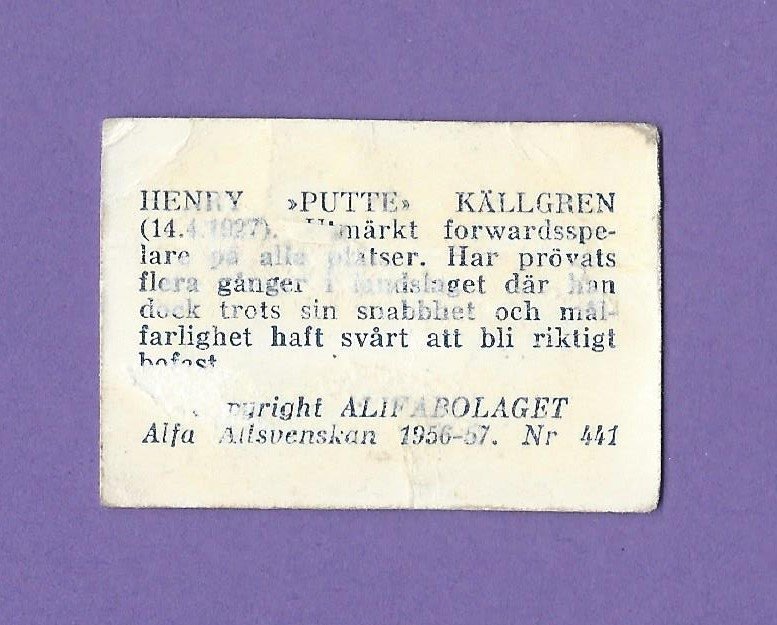 HENRY »PUTTE» KÄLLGREN
(14.4.1927). Utmärkt forwardsspe-
lare på alla platser. Har prövats
flera gånger i landslaget där han
dock trots sin snabbhet och mål-
farlighet haft svårt att bli riktigt
befäst
Copyright ALIFABOLAGET
Alfa Allsvenskan 1956-57. Nr 441